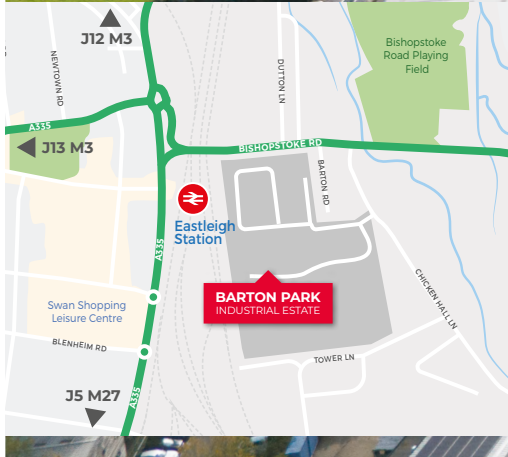 J12 M3
NEWTOWN RD
DUTTON LN
Bishopstoke
Road Playing
Field
A335
J13 M3
BISHOPSTOKE RD
BARTON RD
Eastleigh
Station
A335
BARTON PARK
INDUSTRIAL ESTATE
CHICKEN HALL LN
Swan Shopping
Leisure Centre
BLENHEIM RD
TOWER LN
J5 M27
A335